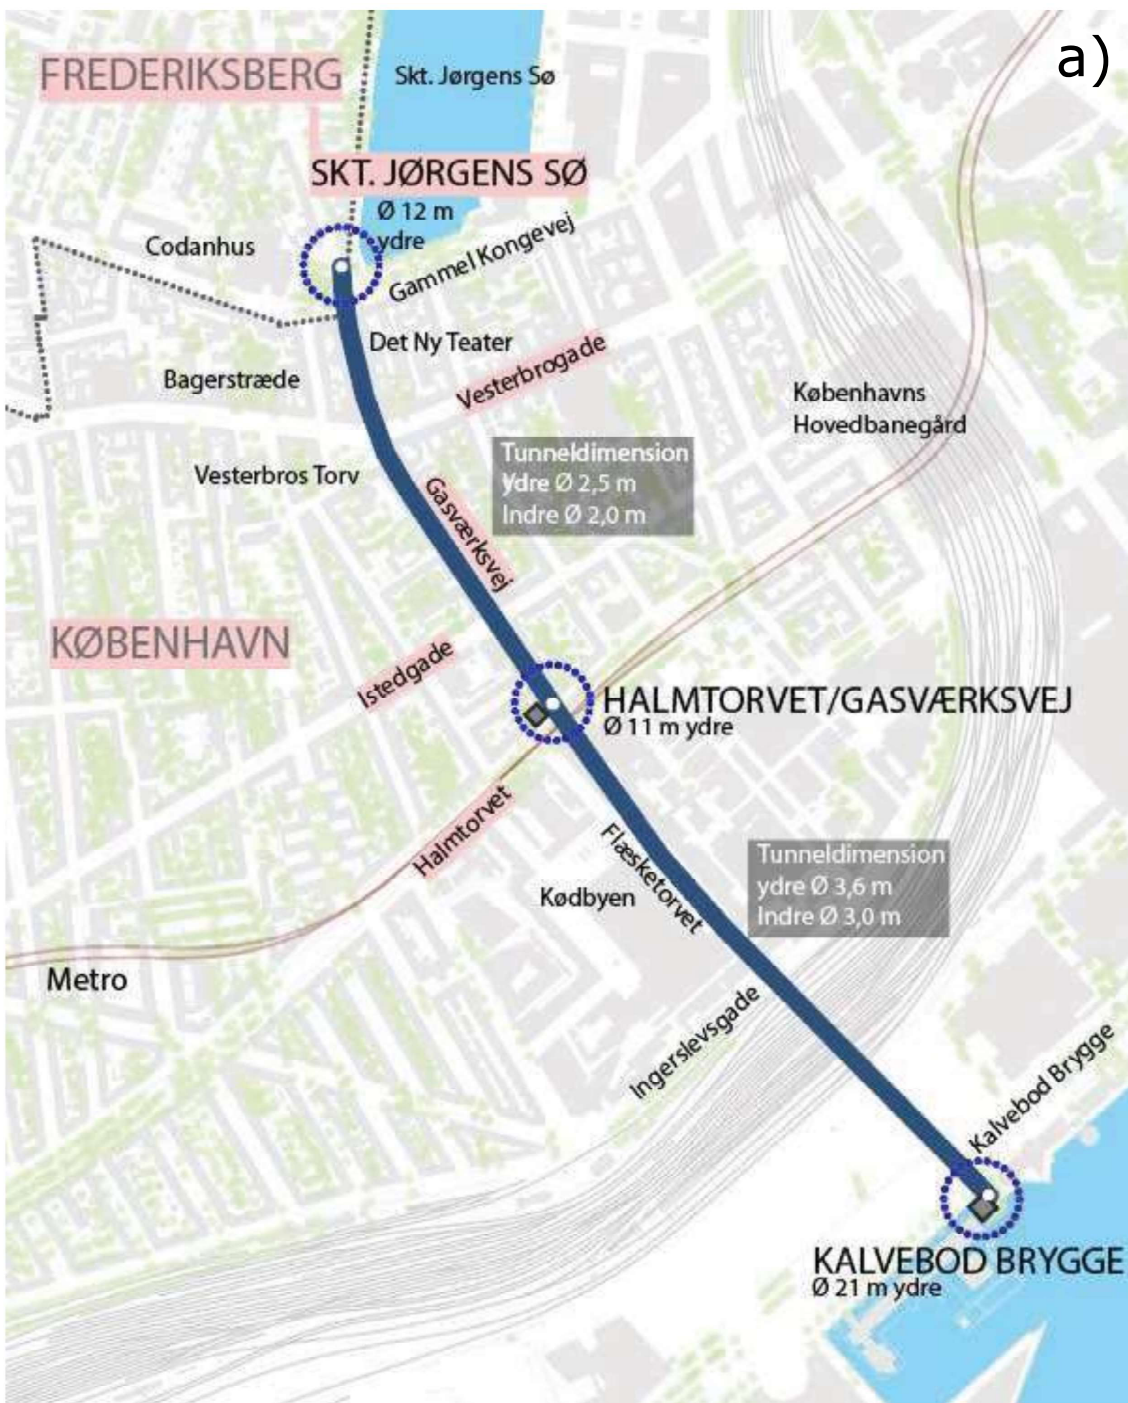 a)
FREDERIKSBERG
Skt. Jørgens Sø
SKT. JØRGENS SØ
Ø 12 m
ydre
Codanhus
Gammel Kongevej
Det Ny Teater
Vesterbrogade
Bagerstræde
Københavns
Hovedbanegård
Vesterbros Torv
Gasværksvej
Tunneldimension
Ydre Ø 2,5 m
Indre Ø 2,0 m
KØBENHAVN
Istedgade
HALMTORVET/GASVÆRKSVEJ
Ø 11 m ydre
Halmtorvet
Flæsketorvet
Kødbyen
Tunneldimension
ydre Ø 3,6 m
Indre Ø 3,0 m
Metro
Ingerslevsgade
Kalvebod Brygge
KALVEBOD BRYGGE
Ø 21 m ydre